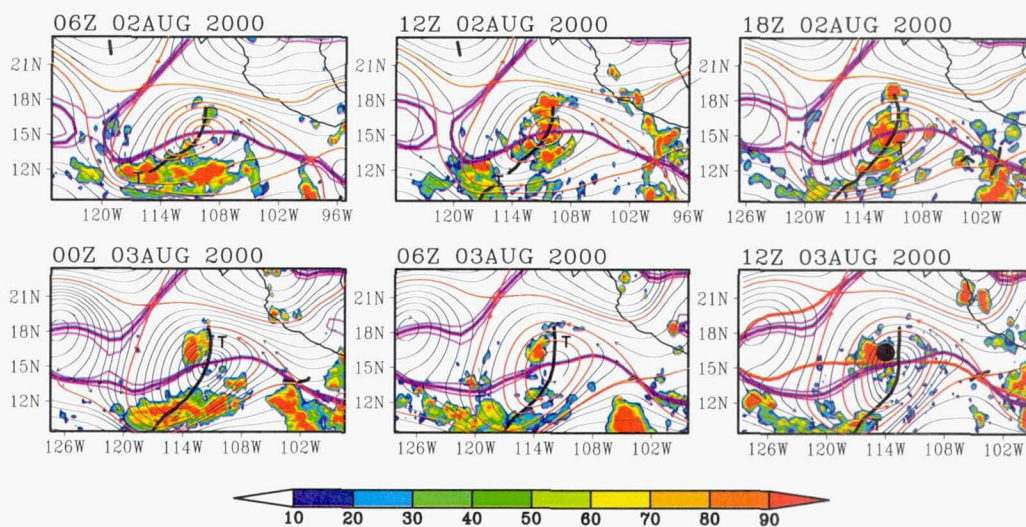 06Z 02AUG 2000
12Z 02AUG 2000
18Z 02AUG 2000
21N
18N
15N
12N
T
120W 114W 108W 102W 96W
21N
18N
15N
12N
T
120W 114W 108W 102W 96W
21N
18N
15N
12N
T
126W 120W 114W 108W 102W
00Z 03AUG 2000
06Z 03AUG 2000
12Z 03AUG 2000
21N
18N
15N
12N
T
126W 120W 114W 108W 102W
21N
18N
15N
12N
T
126W 120W 114W 108W 102W
21N
18N
15N
12N
T
126W 120W 114W 108W 102W
10 20 30 40 50 60 70 80 90